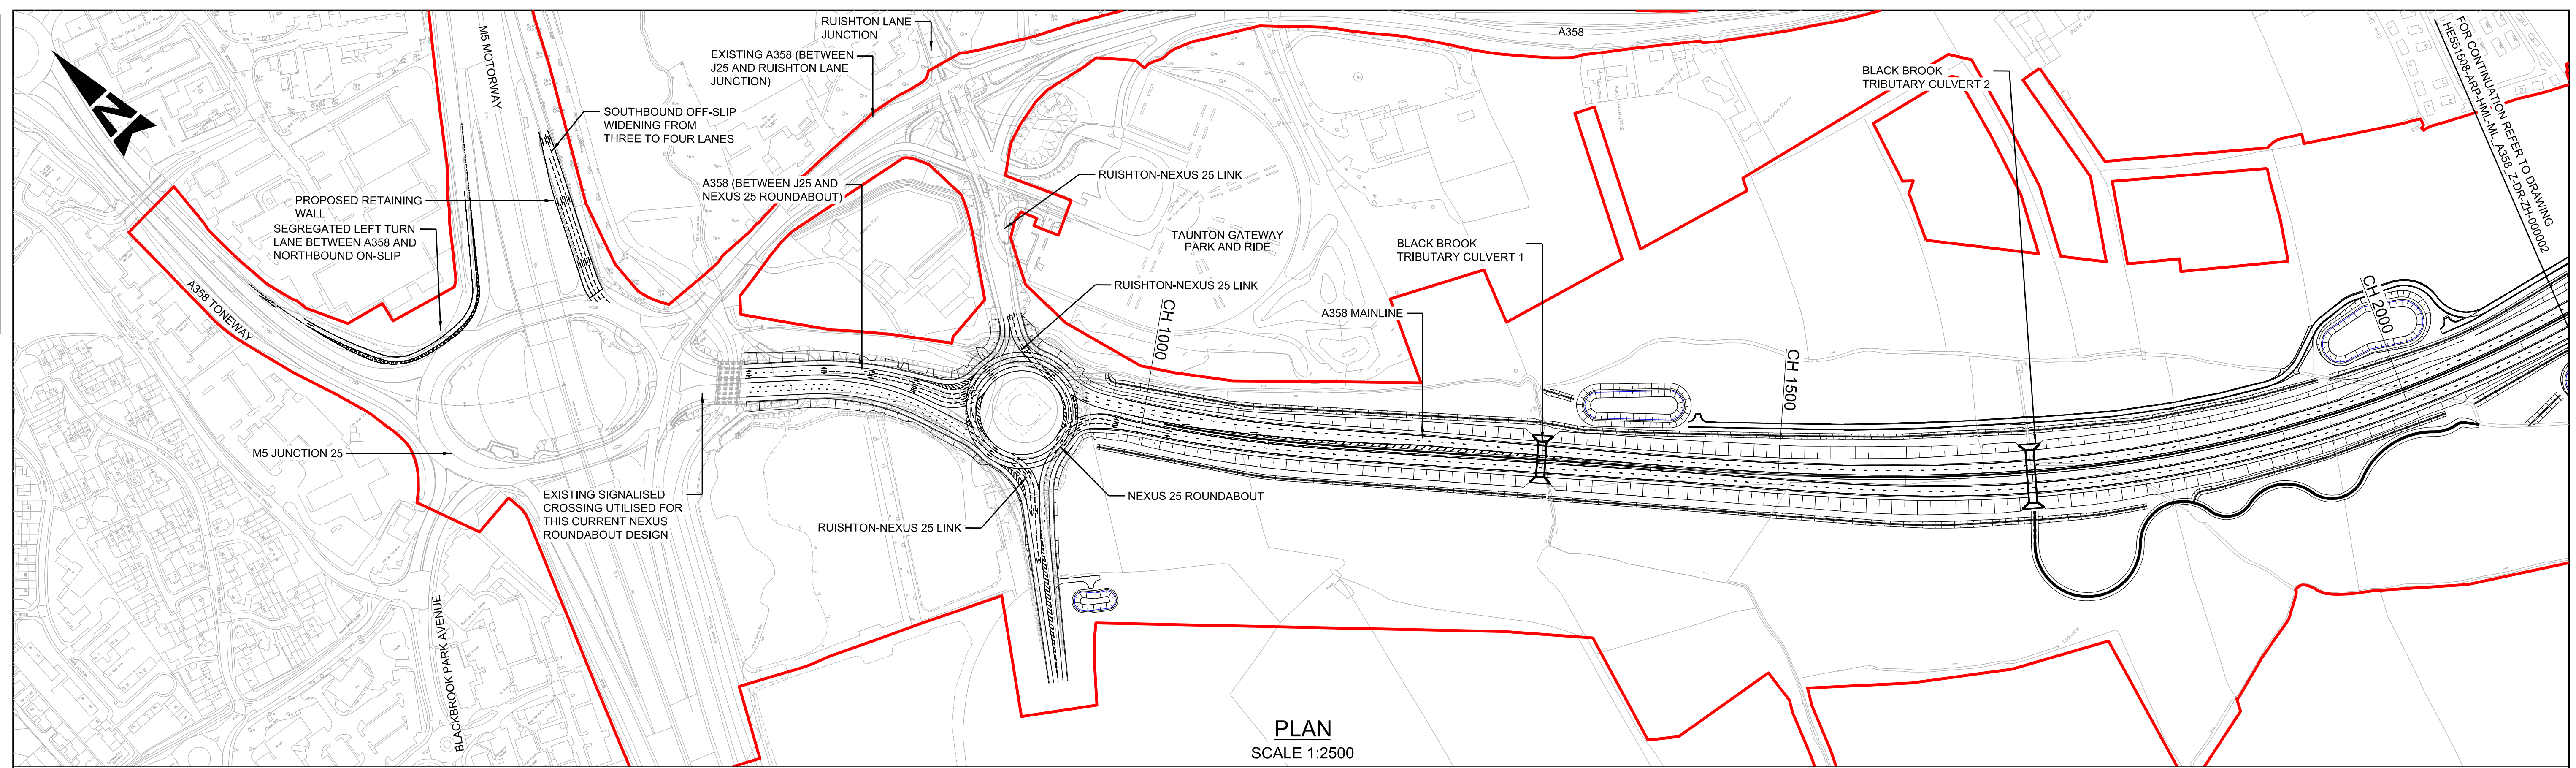 RUISHTON LANE
JUNCTION
EXISTING A358 (BETWEEN
J25 AND RUISHTON LANE
JUNCTION)
M5 MOTORWAY
SOUTHBOUND OFF-SLIP
WIDENING FROM
THREE TO FOUR LANES
N
PROPOSED RETAINING
WALL
SEGREGATED LEFT TURN
LANE BETWEEN A358 AND
NORTHBOUND ON-SLIP
A358 (BETWEEN J25 AND
NEXUS 25 ROUNDABOUT)
RUISHTON-NEXUS 25 LINK
TAUNTON GATEWAY
PARK AND RIDE
RUISHTON-NEXUS 25 LINK
A358
A358
BLACK BROOK
TRIBUTARY CULVERT 2
FOR CONTINUATION REFER TO DRAWING
HE551508-ARP-HML-ML_A358_Z-DR-ZH-000002
BLACK BROOK
TRIBUTARY CULVERT 1
A358 MAINLINE
CH 1000
CH 1500
CH 2000
A358 TONEWAY
M5 JUNCTION 25
EXISTING SIGNALISED
CROSSING UTILISED FOR
THIS CURRENT NEXUS
ROUNDABOUT DESIGN
RUISHTON-NEXUS 25 LINK
NEXUS 25 ROUNDABOUT
BLACKBROOK PARK AVENUE
PLAN
SCALE 1:2500